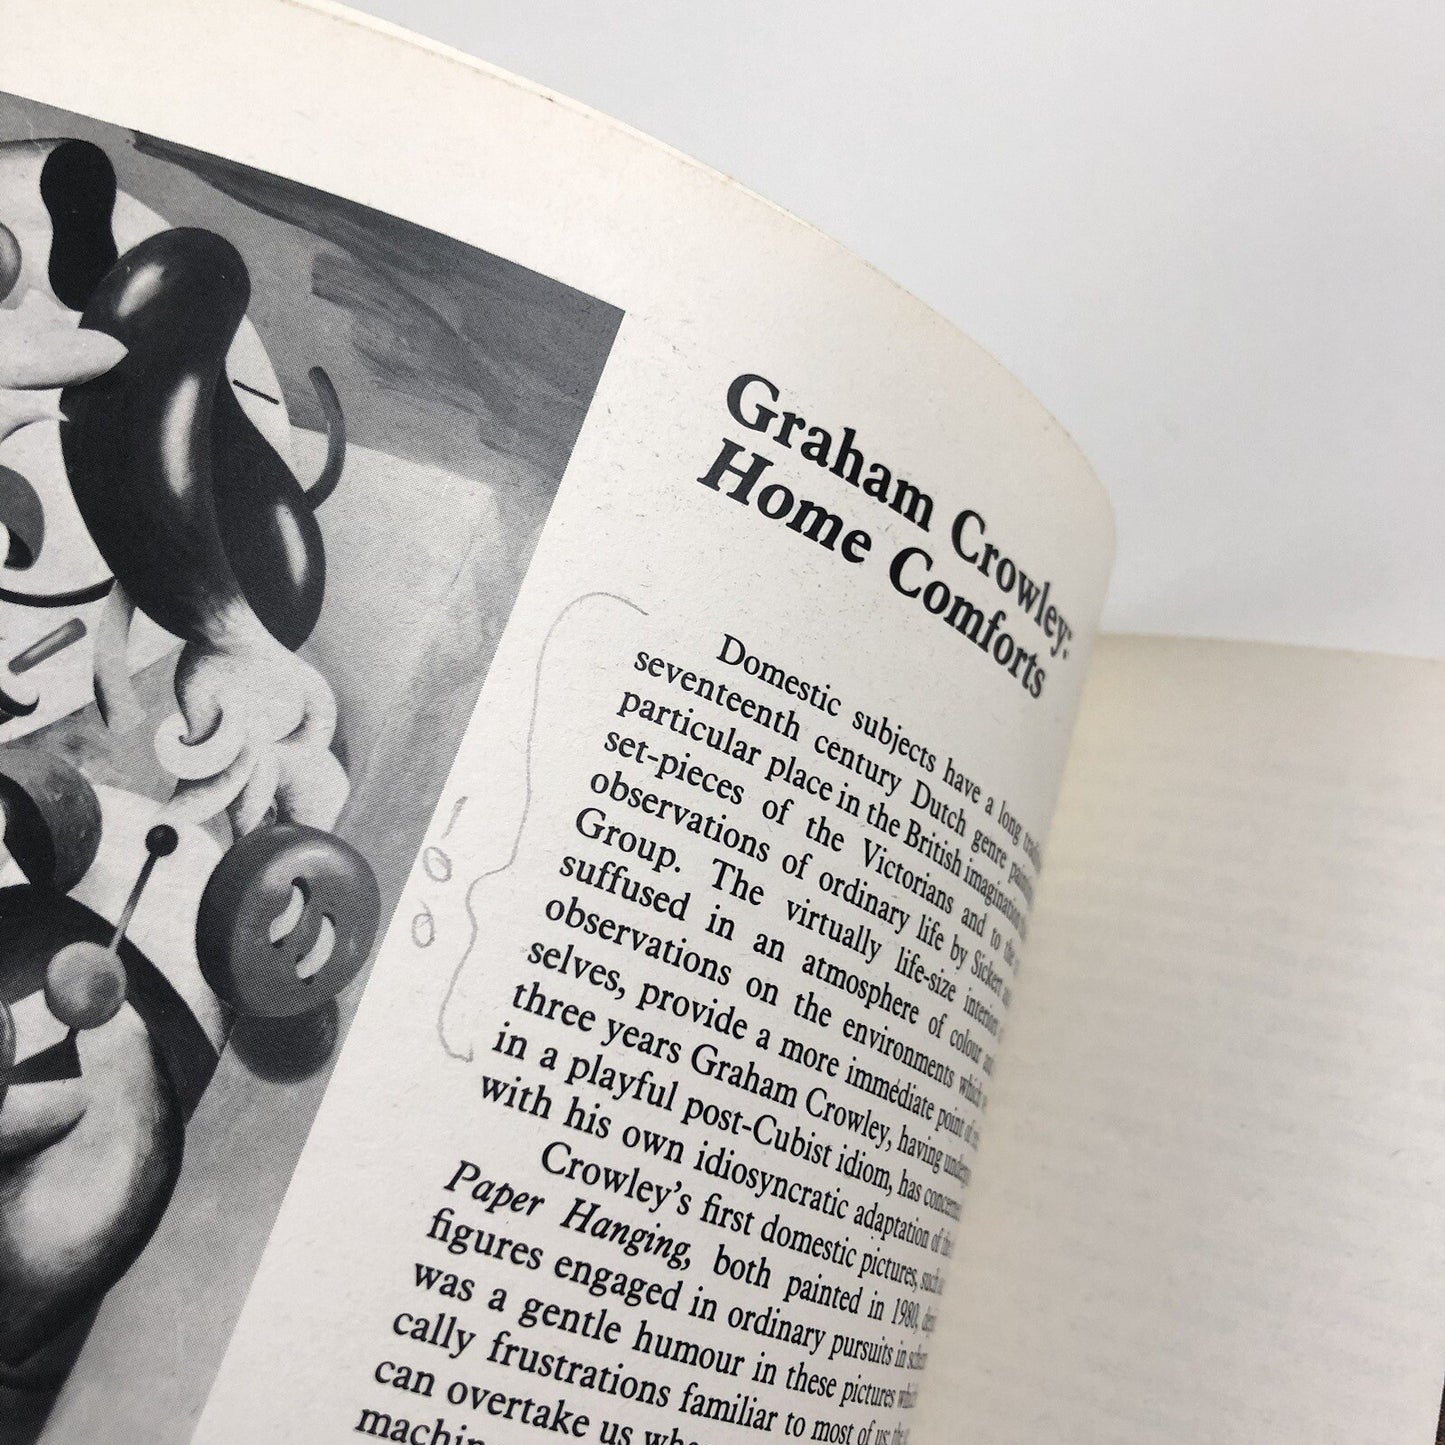 Graham Crowley:
Home Comforts
Domestic subjects have a long
seventeenth century Dutch genre
particular place in the British imagination
set-pieces of the Victorians and to the
observations of ordinary life by Sickert
Group. The virtually life-size
suffused in an atmosphere of colour
observations on the environments which
selves, provide a more immediate point of
three years Graham Crowley, having
in a playful post-Cubist idiom, has
with his own idiosyncratic adaptation of
Crowley's first domestic pictures, such
Paper Hanging, both painted in 1980,
figures engaged in ordinary pursuits in
was a gentle humour in these pictures
cally frustrations familiar to most of us:
can overtake us